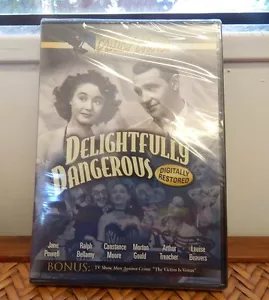 DELIGHTFULLY
DANGEROUS
DIGITALLY
RESTORED
Jane Powell
Ralph Bellamy
Constance Moore
Morton Gould
Arthur Treacher
Louise Beavers
BONUS: TV Show, Man Against Crime "The Victim Is Venus"